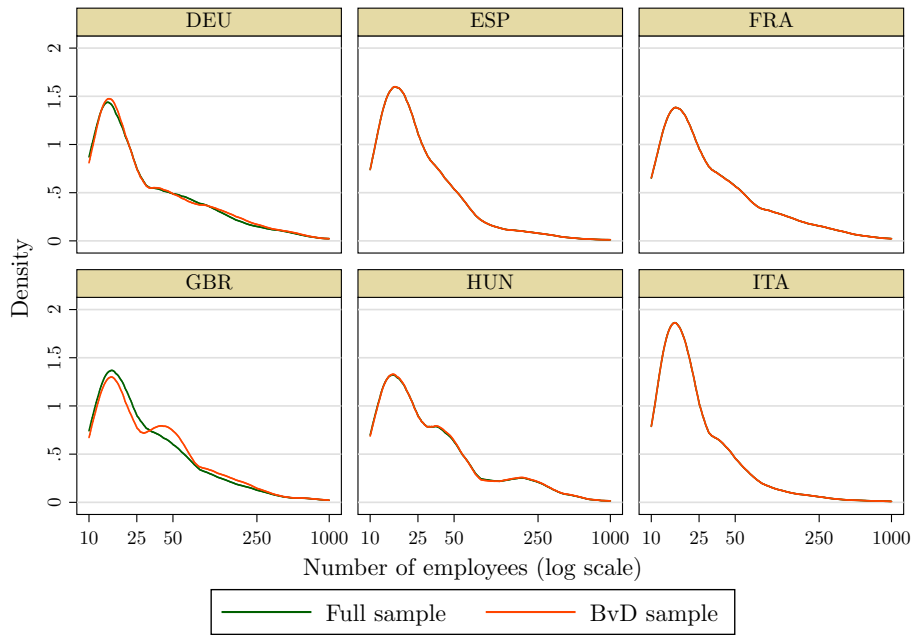 DEU ESP FRA
2
1.5
1
.5
0
GBR HUN ITA
2
1.5
1
.5
0
Density
10 25 50 250 1000 10 25 50 250 1000 10 25 50 250 1000
Number of employees (log scale)
Full sample BvD sample